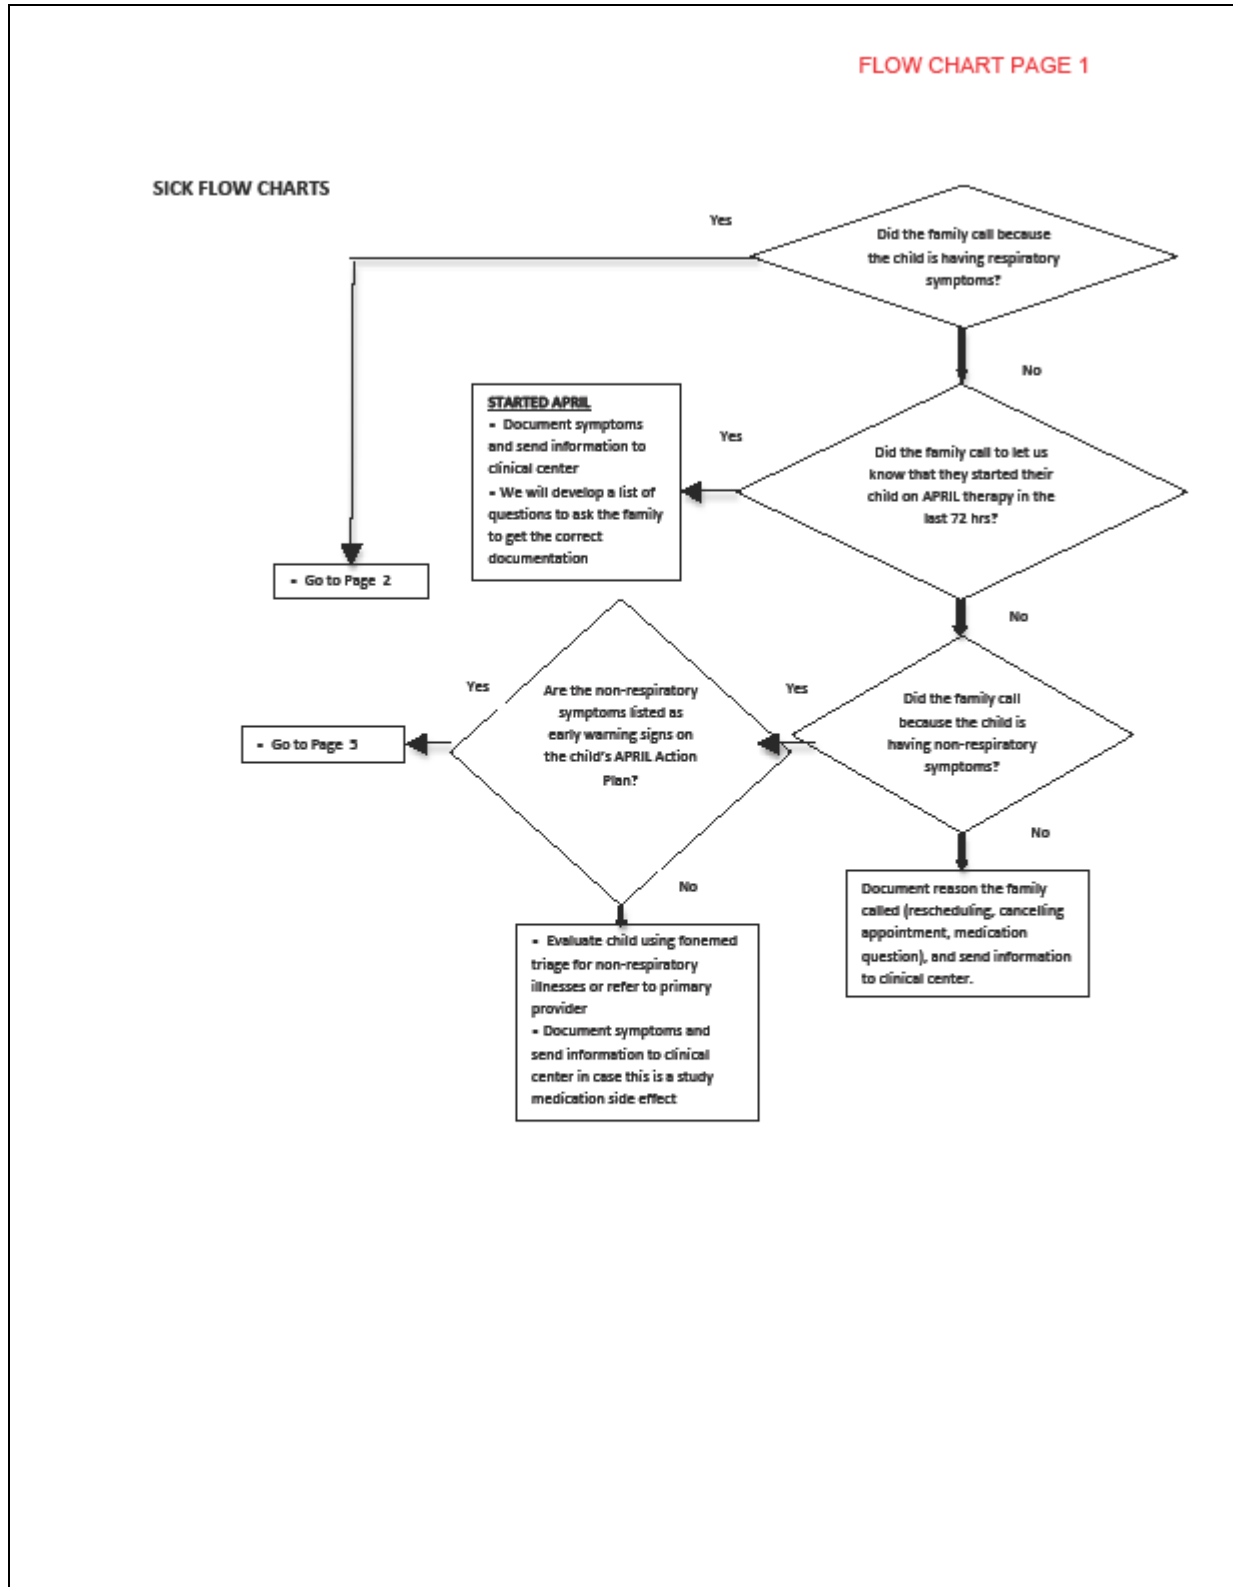 FLOW CHART PAGE 1
SICK FLOW CHARTS
Yes
Did the family call because
the child is having respiratory
symptoms?
No
STARTED APRIL
▪ Document symptoms
and send information to
clinical center
▪ We will develop a list of
questions to ask the family
to get the correct
documentation
Yes
Did the family call to let us
know that they started their
child on APRIL therapy in the
last 72 hrs?
▪ Go to Page 2
No
Yes
Are the non-respiratory
symptoms listed as
early warning signs on
the child's APRIL Action
Plan?
Yes
Did the family call
because the child is
having non-respiratory
symptoms?
▪ Go to Page 3
No
No
Document reason the family
called (rescheduling, cancelling
appointment, medication
question), and send information
to clinical center.
▪ Evaluate child using fonemed
triage for non-respiratory
illnesses or refer to primary
provider
▪ Document symptoms and
send information to clinical
center in case this is a study
medication side effect